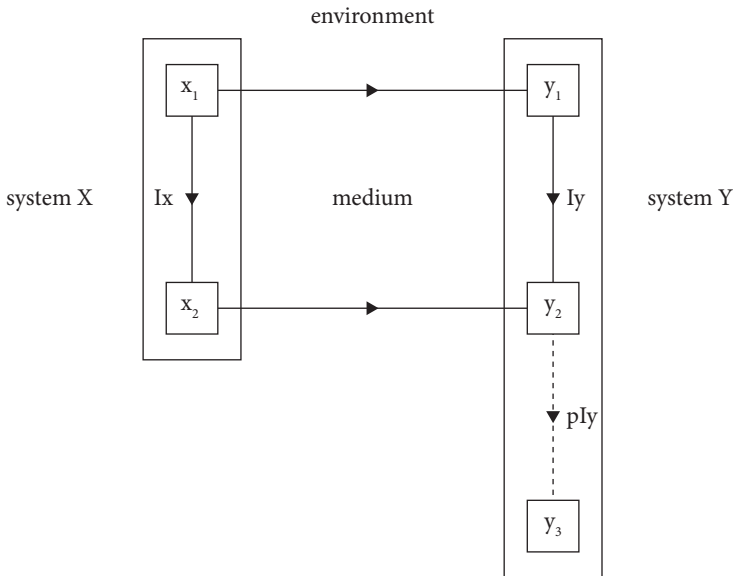 environment
x₁ y₁
system X Ix medium Iy system Y
x₂ y₂
pIy
y₃